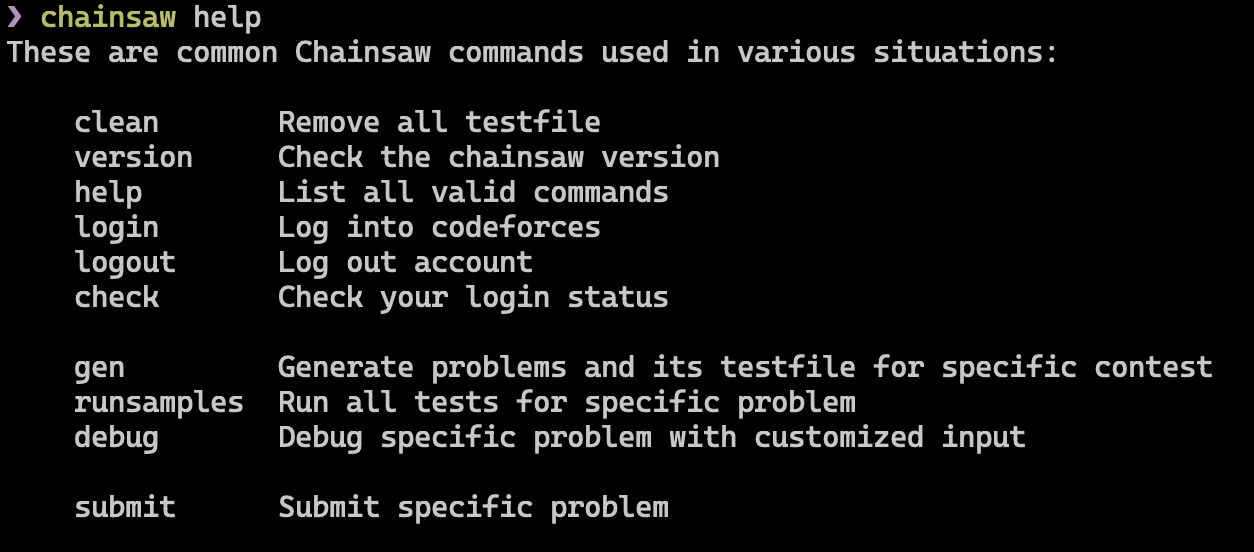 ❯ chainsaw help
These are common Chainsaw commands used in various situations:
clean Remove all testfile
version Check the chainsaw version
help List all valid commands
login Log into codeforces
logout Log out account
check Check your login status
gen Generate problems and its testfile for specific contest
runsamples Run all tests for specific problem
debug Debug specific problem with customized input
submit Submit specific problem